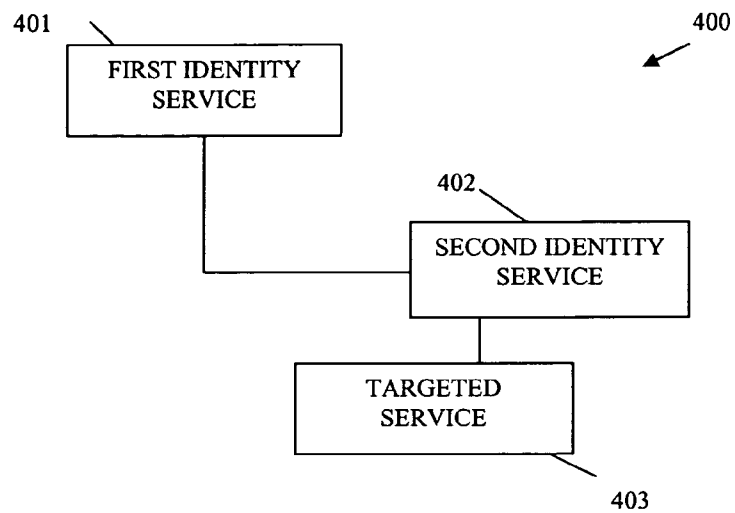 401
400
FIRST IDENTITY
SERVICE
402
SECOND IDENTITY
SERVICE
TARGETED
SERVICE
403